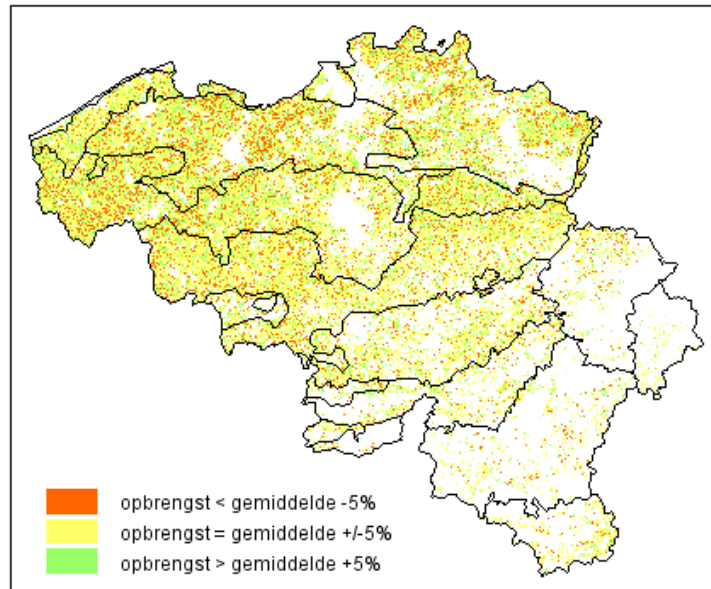 opbrengst < gemiddelde -5%
opbrengst = gemiddelde +/-5%
opbrengst > gemiddelde +5%